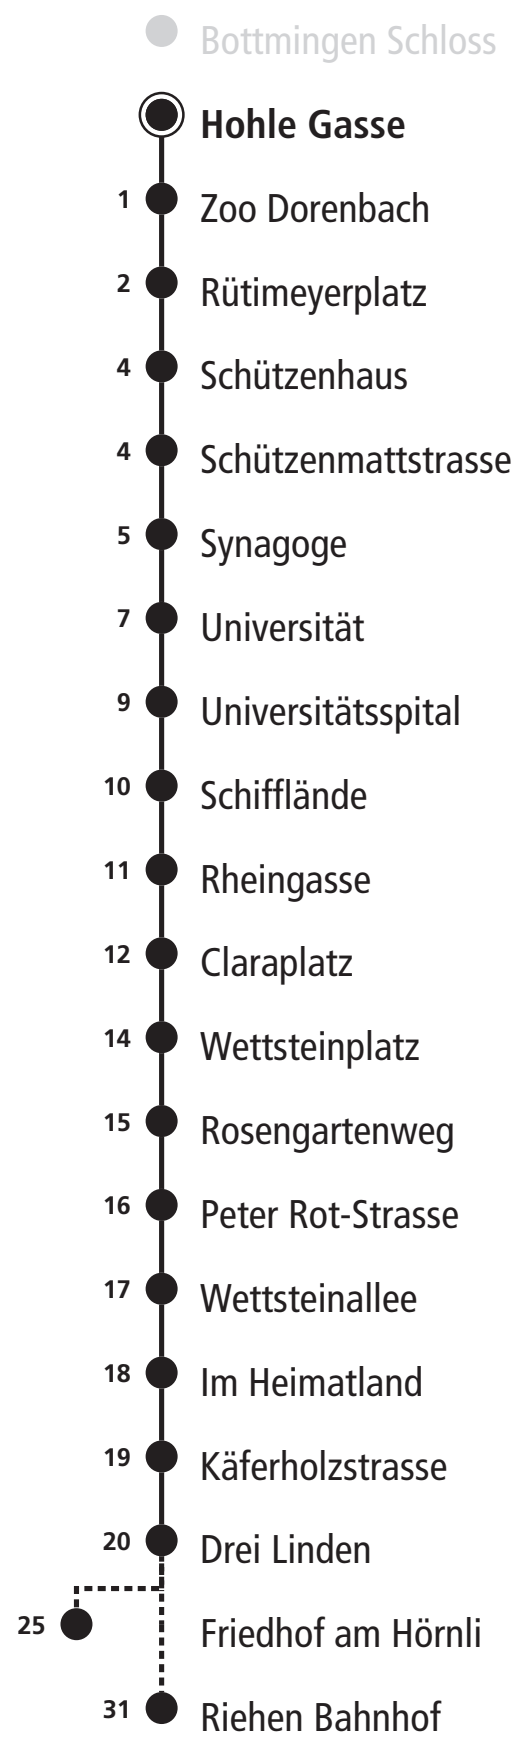 Bottmingen Schloss
Hohle Gasse
1 Zoo Dorenbach
2 Rütimeyerplatz
4 Schützenhaus
4 Schützenmattstrasse
5 Synagoge
7 Universität
9 Universitätsspital
10 Schifflände
11 Rheingasse
12 Claraplatz
14 Wettsteinplatz
15 Rosengartenweg
16 Peter Rot-Strasse
17 Wettsteinallee
18 Im Heimatland
19 Käferholzstrasse
20 Drei Linden
25 Friedhof am Hörnli
31 Riehen Bahnhof